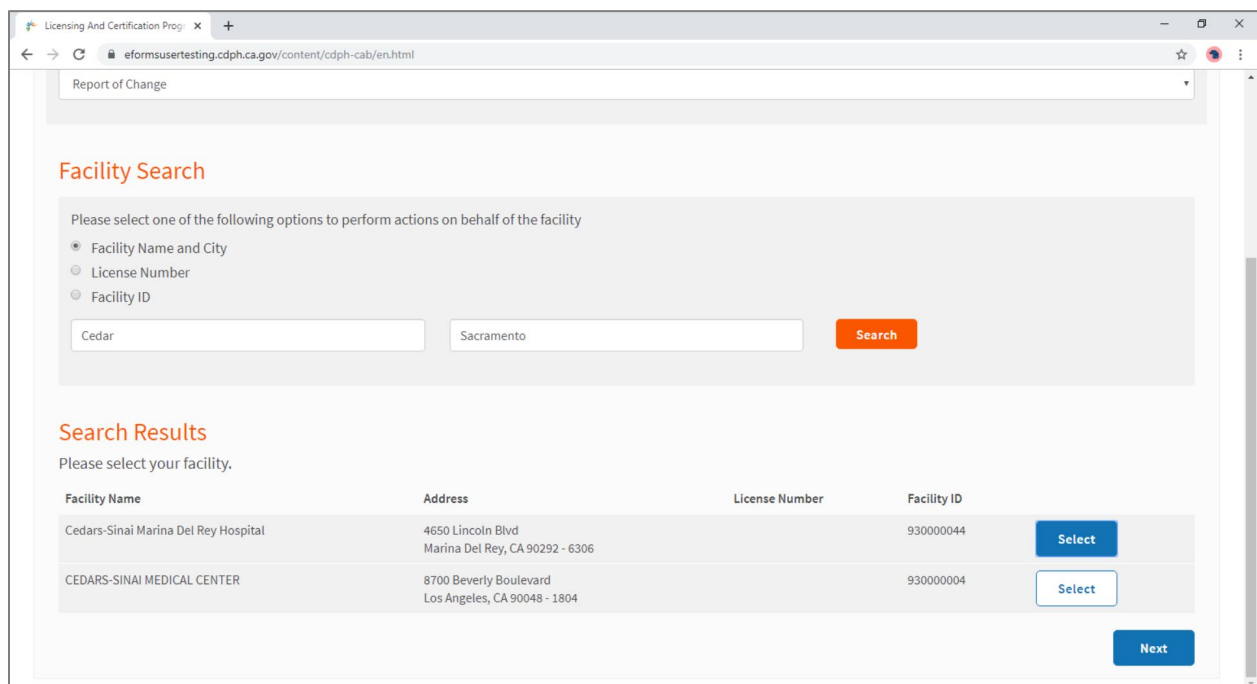 Licensing And Certification Prog
eformsusertesting.cdph.ca.gov/content/cdph-cab/en.html
Report of Change
Facility Search
Please select one of the following options to perform actions on behalf of the facility
Facility Name and City
License Number
Facility ID
Cedar Sacramento Search
Search Results
Please select your facility.
Facility Name Address License Number Facility ID
Cedars-Sinai Marina Del Rey Hospital 4650 Lincoln Blvd 930000044 Select
Marina Del Rey, CA 90292 - 6306
CEDARS-SINAI MEDICAL CENTER 8700 Beverly Boulevard 930000004 Select
Los Angeles, CA 90048 - 1804
Next